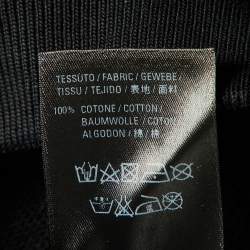 TESSUTO / FABRIC / GEWEBE /
TISSU / TEJIDO / 表地 / 面料
100% COTONE / COTTON /
BAUMWOLLE / COTON /
ALGODON / 綿 / 棉